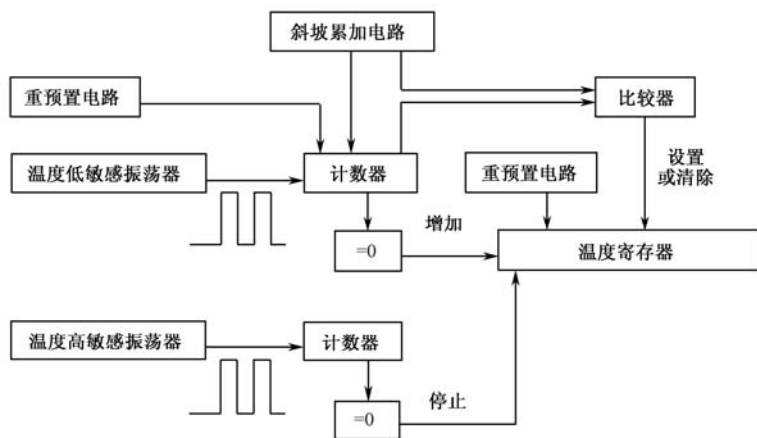 斜坡累加电路
重预置电路
比较器
温度低敏感振荡器
计数器
重预置电路
设置
或清除
=0
增加
温度寄存器
温度高敏感振荡器
计数器
=0
停止